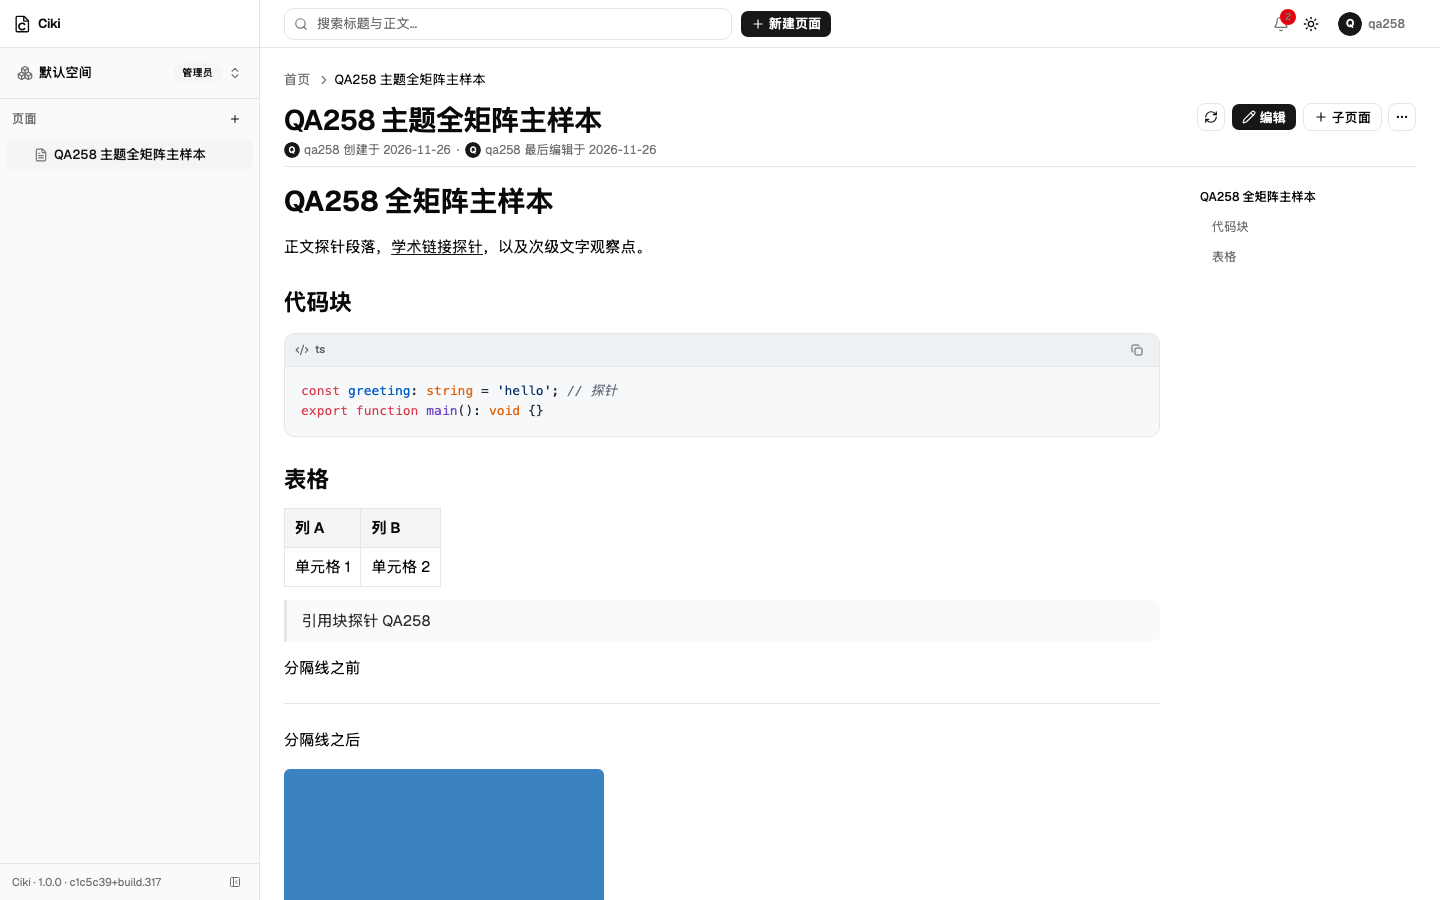 Ciki
搜索标题与正文...
新建页面
2
Q qa258
默认空间
管理员
页面
QA258 主题全矩阵主样本
首页 QA258 主题全矩阵主样本
QA258 主题全矩阵主样本
编辑
子页面
Q qa258 创建于 2026-11-26 · Q qa258 最后编辑于 2026-11-26
QA258 全矩阵主样本
正文探针段落，学术链接探针，以及次级文字观察点。
代码块
ts
const greeting: string = 'hello'; // 探针
export function main(): void {}
表格
列 A 列 B
单元格 1 单元格 2
引用块探针 QA258
分隔线之前
分隔线之后
QA258 全矩阵主样本
代码块
表格
Ciki · 1.0.0 · c1c5c39+build.317